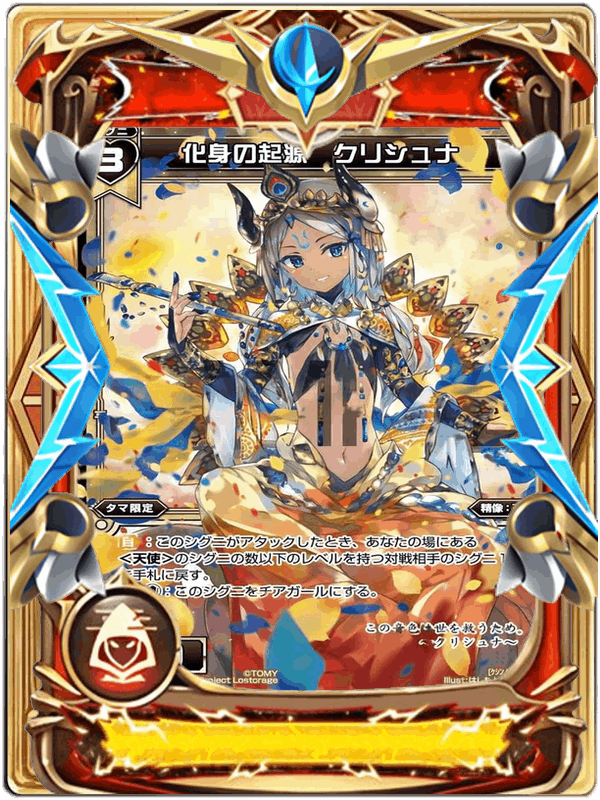 3
化身の起源 クリシュナ
タマ限定
精像:
:このシグニがアタックしたとき、あなたの場にある
<天使>のシグニの数以下のレベルを持つ対戦相手のシグニ1
手札に戻す。
:このシグニをチアガールにする。
この音色は世を救うため。
～クリシュナ～
©TOMY
Project Lostorage
Illust:はし